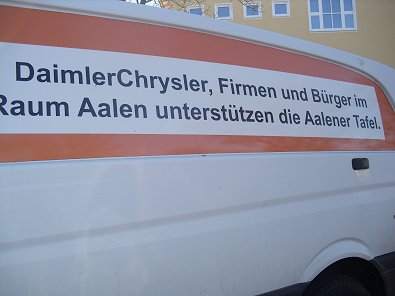 DaimlerChrysler, Firmen und Bürger im
Raum Aalen unterstützen die Aalener Tafel.